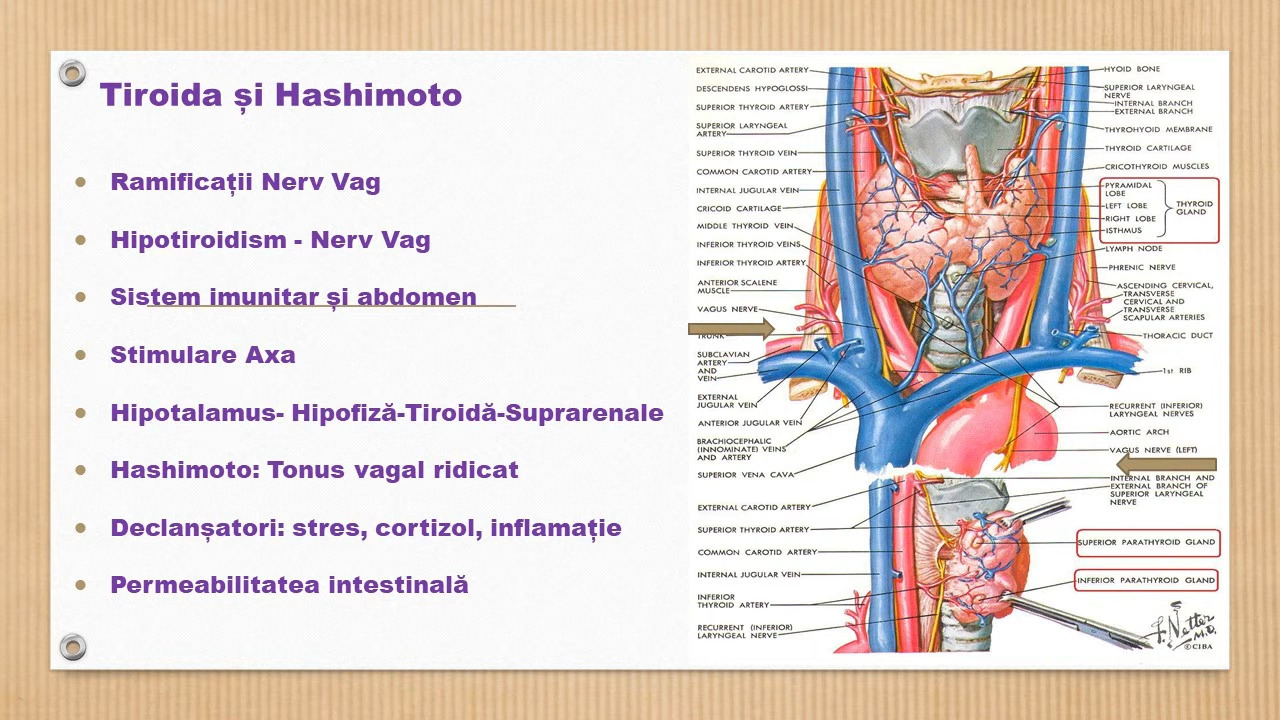 Tiroida și Hashimoto
Ramificații Nerv Vag
Hipotiroidism - Nerv Vag
Sistem imunitar și abdomen
Stimulare Axa
Hipotalamus- Hipofiză-Tiroidă-Suprarenale
Hashimoto: Tonus vagal ridicat
Declanșatori: stres, cortizol, inflamație
Permeabilitatea intestinală
EXTERNAL CAROTID ARTERY
DESCENDENS HYPOGLOSSI
SUPERIOR THYROID ARTERY
SUPERIOR LARYNGEAL
ARTERY
SUPERIOR THYROID VEIN
COMMON CAROTID ARTERY
INTERNAL JUGULAR VEIN
CRICOID CARTILAGE
MIDDLE THYROID VEIN
INFERIOR THYROID VEINS
INFERIOR THYROID ARTERY
ANTERIOR SCALENE
MUSCLE
VAGUS NERVE
TRUNK
SUBCLAVIAN
ARTERY
AND
VEIN
EXTERNAL
JUGULAR VEIN
ANTERIOR JUGULAR VEIN
BRACHIOCEPHALIC
(INNOMINATE) VEINS
AND ARTERY
SUPERIOR VENA CAVA
EXTERNAL CAROTID ARTERY
SUPERIOR THYROID ARTERY
COMMON CAROTID ARTERY
INTERNAL JUGULAR VEIN
INFERIOR
THYROID ARTERY
RECURRENT (INFERIOR)
LARYNGEAL NERVE
HYOID BONE
SUPERIOR LARYNGEAL
NERVE
INTERNAL BRANCH
EXTERNAL BRANCH
THYROHYOID MEMBRANE
THYROID CARTILAGE
CRICOTHYROID MUSCLES
PYRAMIDAL
LOBE
LEFT LOBE
RIGHT LOBE
ISTHMUS
THYROID
GLAND
LYMPH NODE
PHRENIC NERVE
ASCENDING CERVICAL,
TRANSVERSE
CERVICAL AND
TRANSVERSE
SCAPULAR ARTERIES
THORACIC DUCT
1st RIB
RECURRENT (INFERIOR)
LARYNGEAL NERVES
AORTIC ARCH
VAGUS NERVE (LEFT)
INTERNAL BRANCH AND
EXTERNAL BRANCH OF
SUPERIOR LARYNGEAL
NERVE
SUPERIOR PARATHYROID GLAND
INFERIOR PARATHYROID GLAND
F. Netter
M.D.
©CIBA